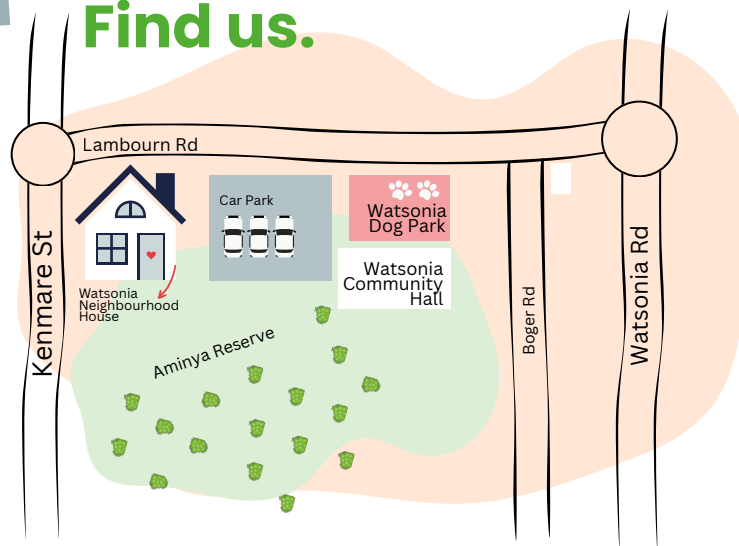 Find us.
Lambourn Rd
Car Park
Watsonia
Dog Park
Watsonia
Community
Hall
Watsonia
Neighbourhood
House
Aminya Reserve
Kenmare St
Boger Rd
Watsonia Rd